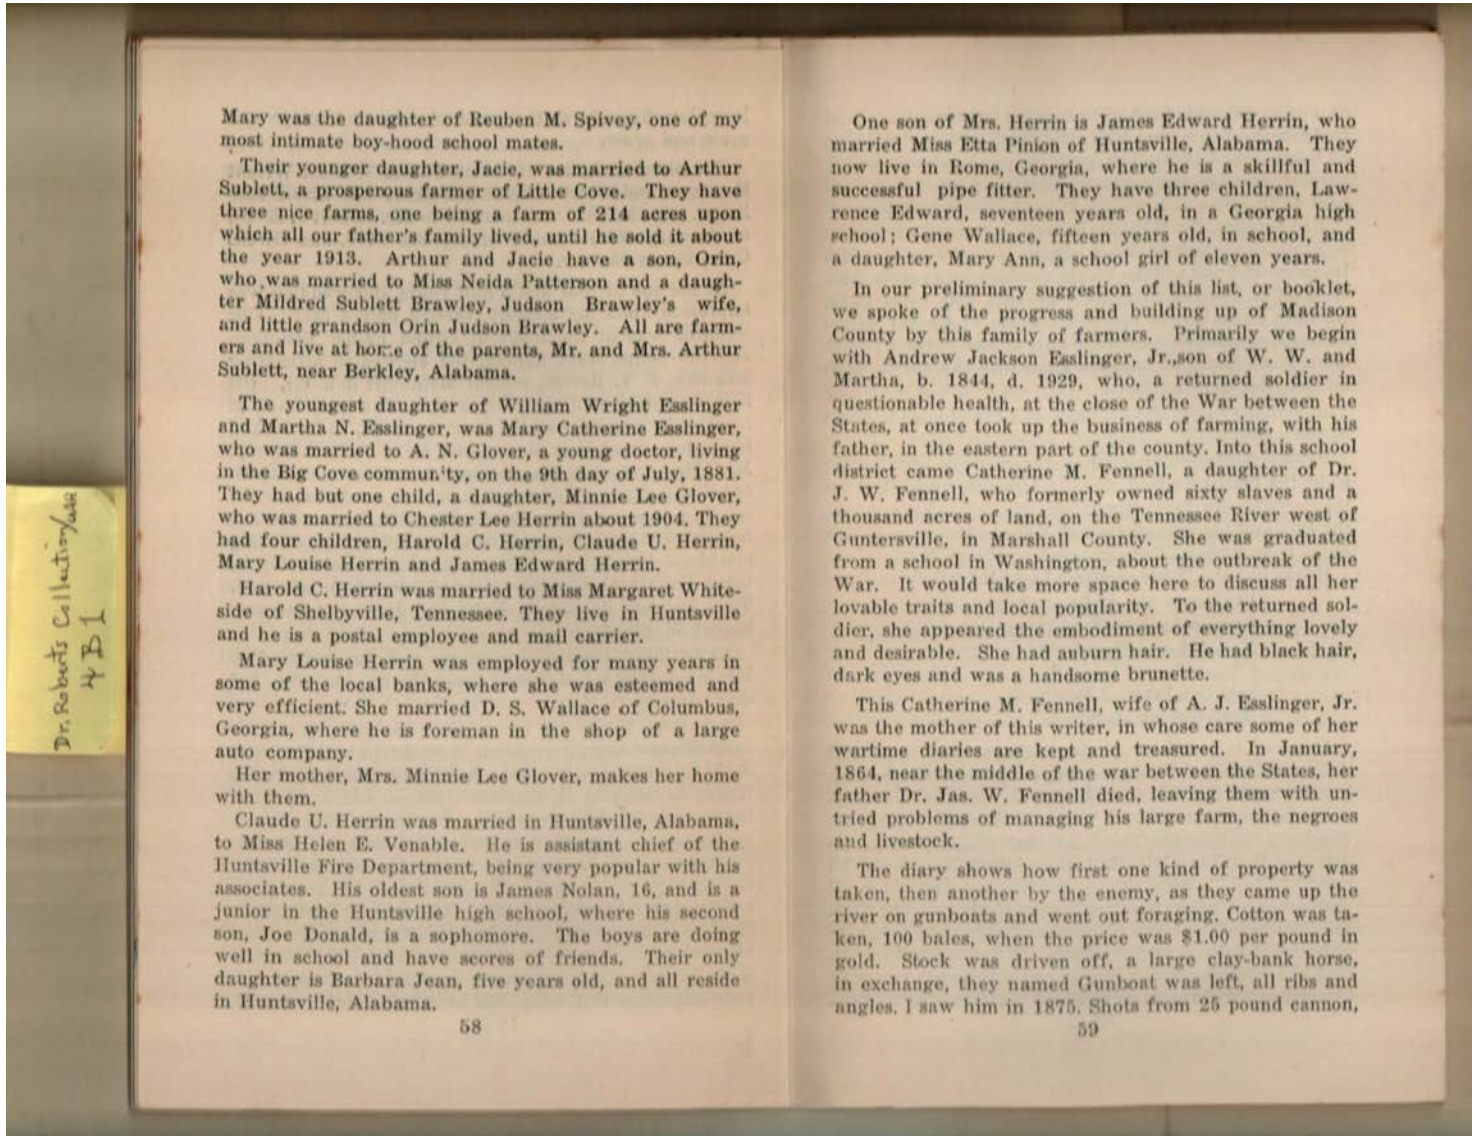 Dr. Roberts Collection/UAH
4 B 1
Mary was the daughter of Reuben M. Spivey, one of my
most intimate boy-hood school mates.
Their younger daughter, Jacie, was married to Arthur
Sublett, a prosperous farmer of Little Cove. They have
three nice farms, one being a farm of 214 acres upon
which all our father's family lived, until he sold it about
the year 1913. Arthur and Jacie have a son, Orin,
who was married to Miss Neida Patterson and a daugh-
ter Mildred Sublett Brawley, Judson Brawley's wife,
and little grandson Orin Judson Brawley. All are farm-
ers and live at home of the parents, Mr. and Mrs. Arthur
Sublett, near Berkley, Alabama.
The youngest daughter of William Wright Esslinger
and Martha N. Esslinger, was Mary Catherine Esslinger,
who was married to A. N. Glover, a young doctor, living
in the Big Cove community, on the 9th day of July, 1881.
They had but one child, a daughter, Minnie Lee Glover,
who was married to Chester Lee Herrin about 1904. They
had four children, Harold C. Herrin, Claude U. Herrin,
Mary Louise Herrin and James Edward Herrin.
Harold C. Herrin was married to Miss Margaret White-
side of Shelbyville, Tennessee. They live in Huntsville
and he is a postal employee and mail carrier.
Mary Louise Herrin was employed for many years in
some of the local banks, where she was esteemed and
very efficient. She married D. S. Wallace of Columbus,
Georgia, where he is foreman in the shop of a large
auto company.
Her mother, Mrs. Minnie Lee Glover, makes her home
with them.
Claude U. Herrin was married in Huntsville, Alabama,
to Miss Helen E. Venable. He is assistant chief of the
Huntsville Fire Department, being very popular with his
associates. His oldest son is James Nolan, 16, and is a
junior in the Huntsville high school, where his second
son, Joe Donald, is a sophomore. The boys are doing
well in school and have scores of friends. Their only
daughter is Barbara Jean, five years old, and all reside
in Huntsville, Alabama.
58
One son of Mrs. Herrin is James Edward Herrin, who
married Miss Etta Pinion of Huntsville, Alabama. They
now live in Rome, Georgia, where he is a skillful and
successful pipe fitter. They have three children, Law-
rence Edward, seventeen years old, in a Georgia high
school; Gene Wallace, fifteen years old, in school, and
a daughter, Mary Ann, a school girl of eleven years.
In our preliminary suggestion of this list, or booklet,
we spoke of the progress and building up of Madison
County by this family of farmers. Primarily we begin
with Andrew Jackson Esslinger, Jr.,son of W. W. and
Martha, b. 1844, d. 1929, who, a returned soldier in
questionable health, at the close of the War between the
States, at once took up the business of farming, with his
father, in the eastern part of the county. Into this school
district came Catherine M. Fennell, a daughter of Dr.
J. W. Fennell, who formerly owned sixty slaves and a
thousand acres of land, on the Tennessee River west of
Guntersville, in Marshall County. She was graduated
from a school in Washington, about the outbreak of the
War. It would take more space here to discuss all her
lovable traits and local popularity. To the returned sol-
dier, she appeared the embodiment of everything lovely
and desirable. She had auburn hair. He had black hair,
dark eyes and was a handsome brunette.
This Catherine M. Fennell, wife of A. J. Esslinger, Jr.
was the mother of this writer, in whose care some of her
wartime diaries are kept and treasured. In January,
1864, near the middle of the war between the States, her
father Dr. Jas. W. Fennell died, leaving them with un-
tried problems of managing his large farm, the negroes
and livestock.
The diary shows how first one kind of property was
taken, then another by the enemy, as they came up the
river on gunboats and went out foraging. Cotton was ta-
ken, 100 bales, when the price was $1.00 per pound in
gold. Stock was driven off, a large clay-bank horse,
in exchange, they named Gunboat was left, all ribs and
angles. I saw him in 1875. Shots from 25 pound cannon,
59